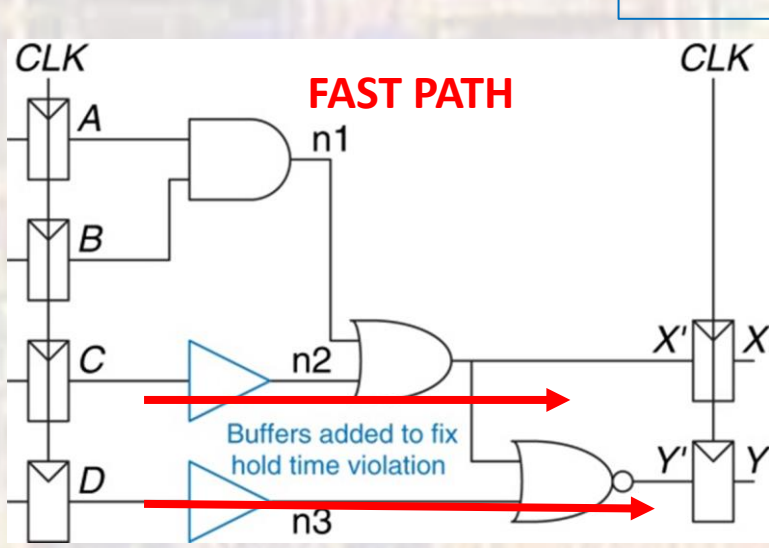 CLK
CLK
FAST PATH
A
n1
B
C
n2
X'
X
Buffers added to fix
hold time violation
D
n3
Y'
Y